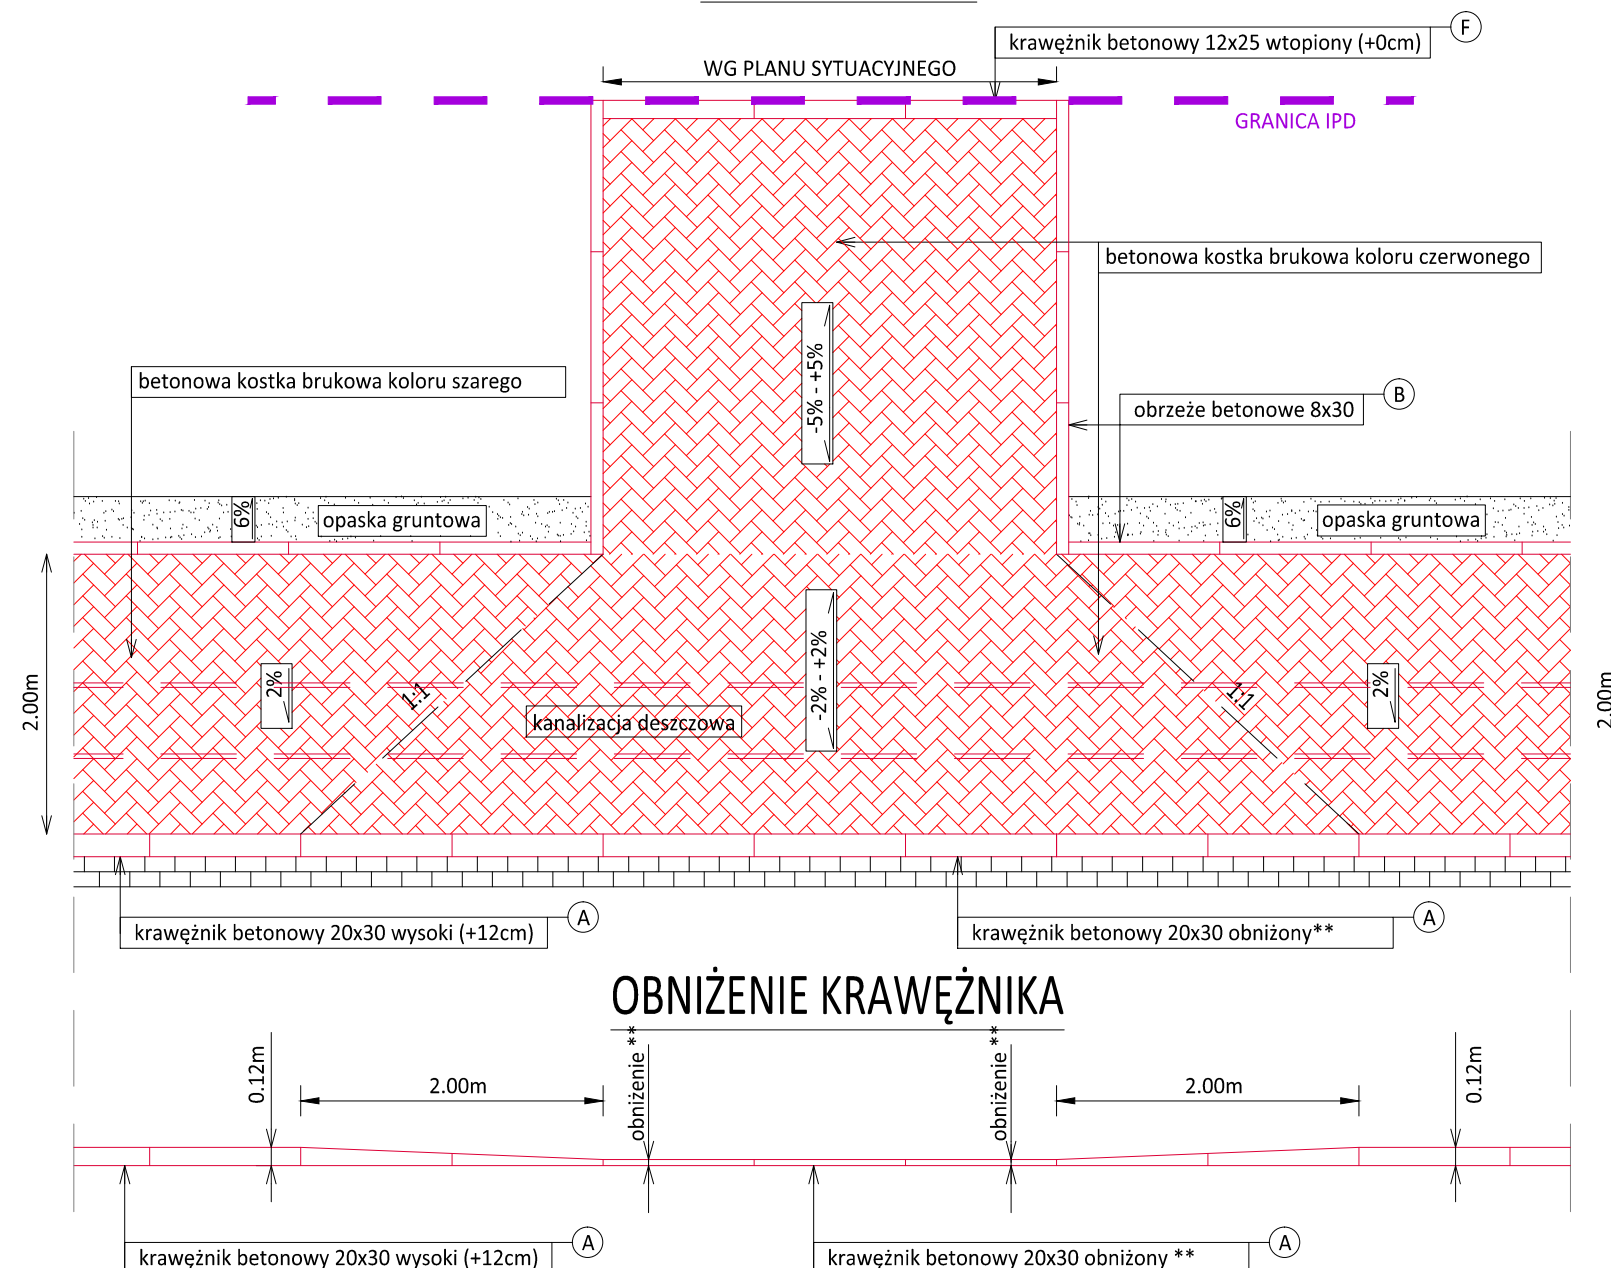 krawężnik betonowy 12x25 wtopiony (+0cm)
F
WG PLANU SYTUACYJNEGO
GRANICA IPD
betonowa kostka brukowa koloru czerwonego
-5% - +5%
betonowa kostka brukowa koloru szarego
obrzeże betonowe 8x30
B
6%
opaska gruntowa
6%
opaska gruntowa
2.00m
2%
1:1
kanalizacja deszczowa
-2% - +2%
1:1
2%
2.00m
krawężnik betonowy 20x30 wysoki (+12cm)
A
krawężnik betonowy 20x30 obniżony**
A
OBNIŻENIE KRAWĘŻNIKA
0.12m
2.00m
obniżenie **
obniżenie **
2.00m
0.12m
krawężnik betonowy 20x30 wysoki (+12cm)
A
krawężnik betonowy 20x30 obniżony **
A